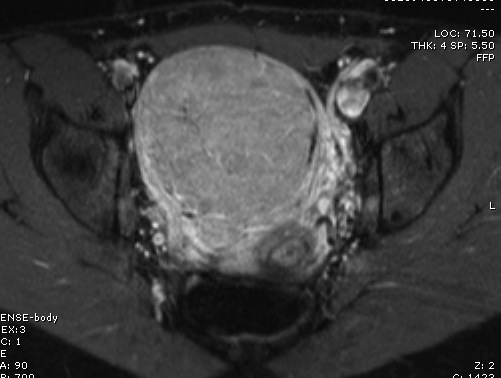 ---
LOC: 71.50
THK: 4 SP: 5.50
FFP
L
ENSE-body
EX:3
C: 1
E
A: 90
Z: 2